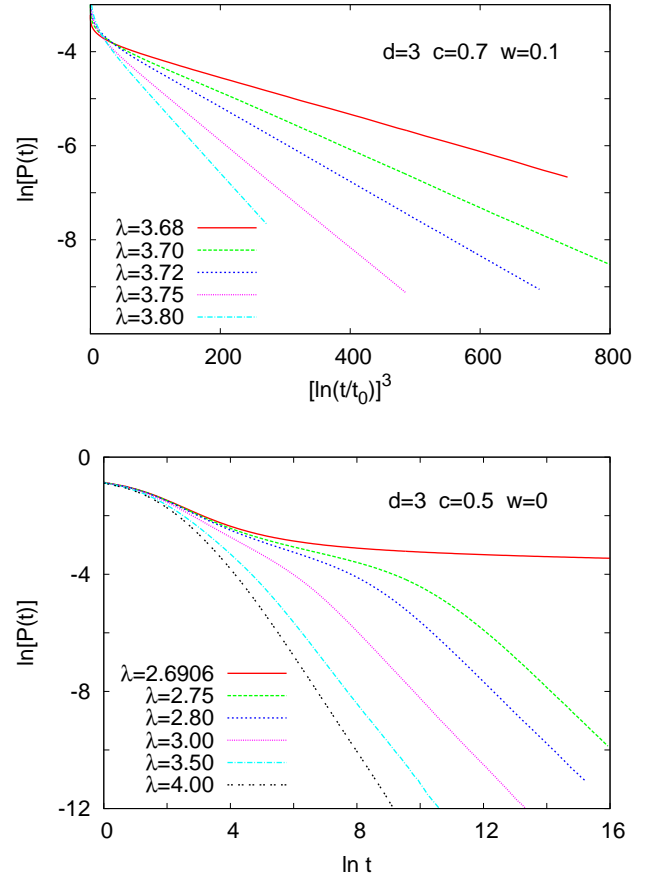 ln[P(t)]
-4
-6
-8
d=3 c=0.7 w=0.1
λ=3.68
λ=3.70
λ=3.72
λ=3.75
λ=3.80
0 200 400 600 800
[ln(t/t₀)]³
ln[P(t)]
0
-4
-8
-12
d=3 c=0.5 w=0
λ=2.6906
λ=2.75
λ=2.80
λ=3.00
λ=3.50
λ=4.00
0 4 8 12 16
ln t